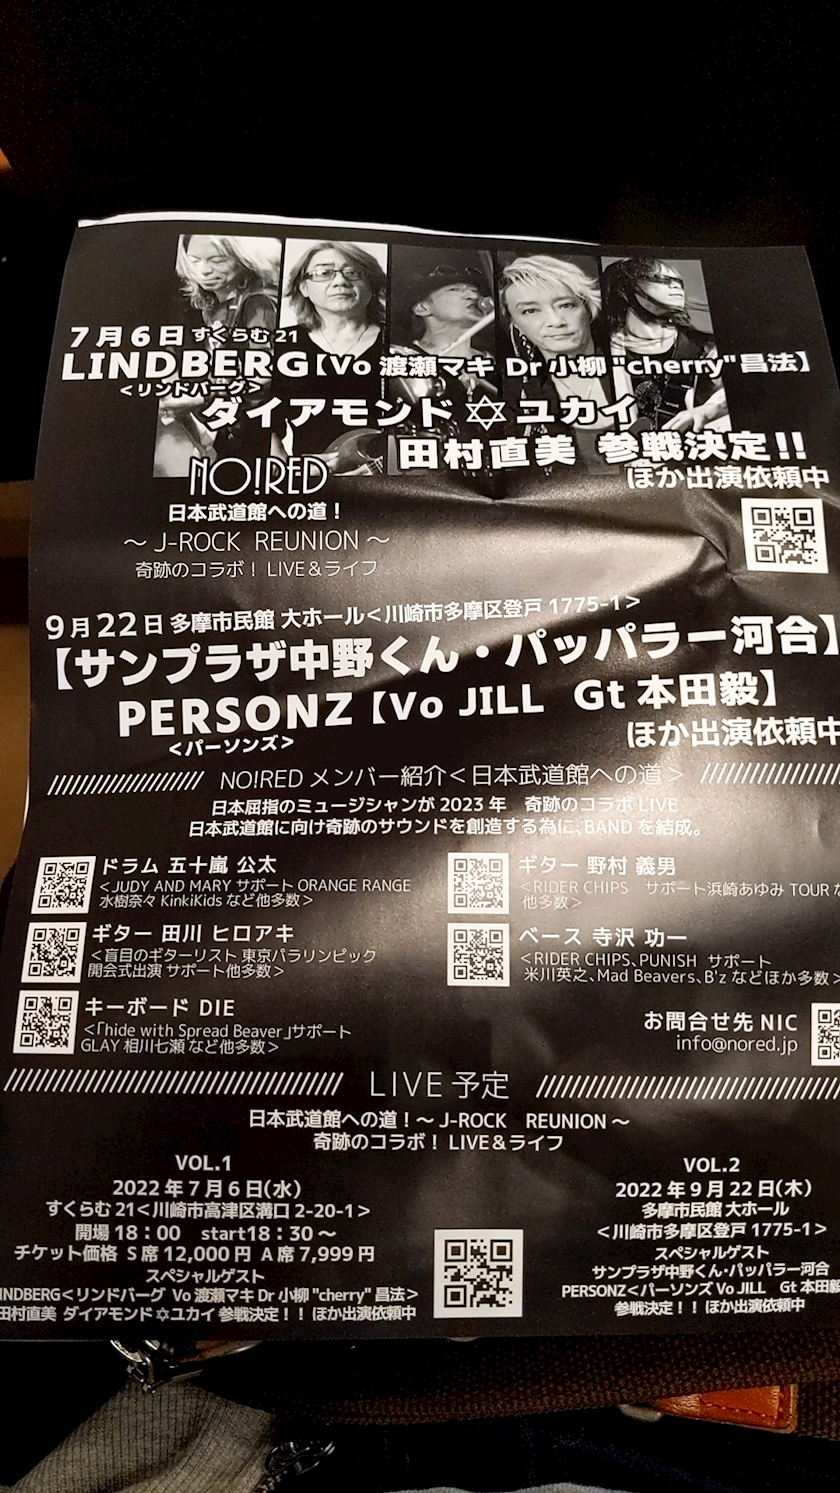 7月6日 すくらむ21
LINDBERG【Vo 渡瀬マキ Dr 小柳"cherry"昌法】
<リンドバーグ>
ダイアモンド✡ユカイ
田村直美 参戦決定!!
ほか出演依頼中
NO!RED
日本武道館への道!
～ J-ROCK REUNION ～
奇跡のコラボ! LIVE&ライフ
9月22日 多摩市民館 大ホール<川崎市多摩区登戸 1775-1>
【サンプラザ中野くん・パッパラー河合】
PERSONZ【Vo JILL Gt 本田毅】
<パーソンズ>
ほか出演依頼中
NO!RED メンバー紹介<日本武道館への道>
日本屈指のミュージシャンが 2023 年 奇跡のコラボ LIVE
日本武道館に向け奇跡のサウンドを創造する為に、BAND を結成。
ドラム 五十嵐 公太
<JUDY AND MARY サポート ORANGE RANGE
水樹奈々 KinkiKids など他多数>
ギター 野村 義男
<RIDER CHIPS サポート浜崎あゆみ TOUR な
他多数>
ギター 田川 ヒロアキ
<盲目のギターリスト 東京パラリンピック
開会式出演 サポート他多数>
ベース 寺沢 功一
<RIDER CHIPS、PUNISH サポート
米川英之、Mad Beavers、B'z などほか多数>
キーボード DIE
<「hide with Spread Beaver」サポート
GLAY 相川七瀬 など他多数>
お問合せ先 NIC
info@nored.jp
LIVE 予定
日本武道館への道!～ J-ROCK REUNION ～
奇跡のコラボ! LIVE&ライフ
VOL.1
2022 年 7 月 6 日(水)
すくらむ 21<川崎市高津区溝口 2-20-1>
開場 18：00 start18：30 ～
チケット価格 S 席 12,000 円 A 席 7,999 円
スペシャルゲスト
INDBERG<リンドバーグ Vo 渡瀬マキ Dr 小柳 "cherry" 昌法>
田村直美 ダイアモンド✡ユカイ 参戦決定!! ほか出演依頼中
VOL.2
2022 年 9 月 22 日(木)
多摩市民館 大ホール
<川崎市多摩区登戸 1775-1>
スペシャルゲスト
サンプラザ中野くん・パッパラー河合
PERSONZ<パーソンズ Vo JILL Gt 本田毅
参戦決定!! ほか出演依頼中